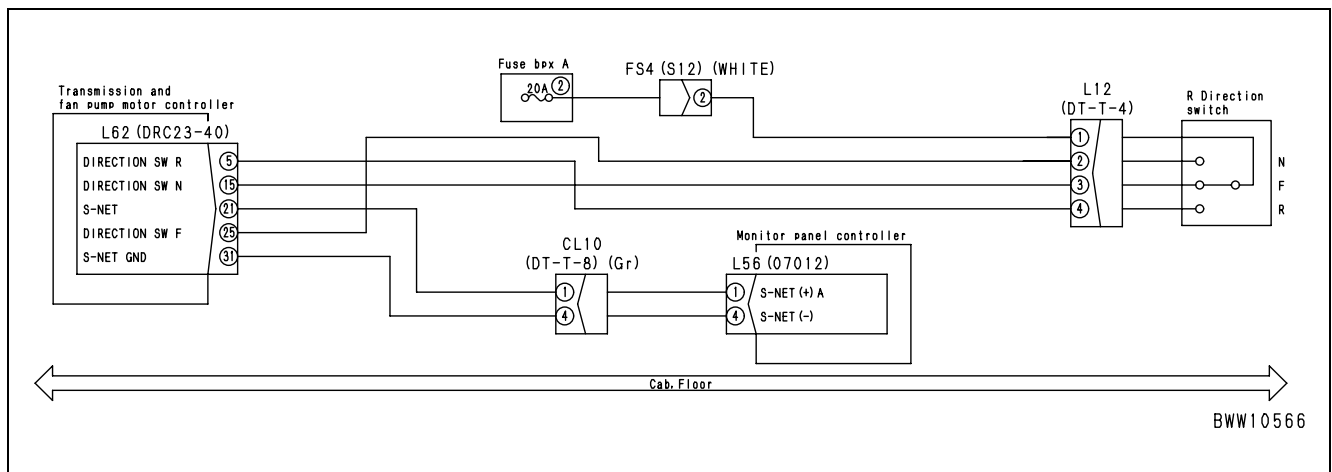 Fuse bpx A
20A 2
FS4 (S12) (WHITE)
2
Transmission and
fan pump motor controller
L62 (DRC23-40)
DIRECTION SW R 5
DIRECTION SW N 15
S-NET 21
DIRECTION SW F 25
S-NET GND 31
L12
(DT-T-4)
1
2
3
4
R Direction
switch
N
F
R
CL10
(DT-T-8) (Gr)
1
4
Monitor panel controller
L56 (07012)
1 S-NET (+) A
4 S-NET (-)
Cab, Floor
BWW10566